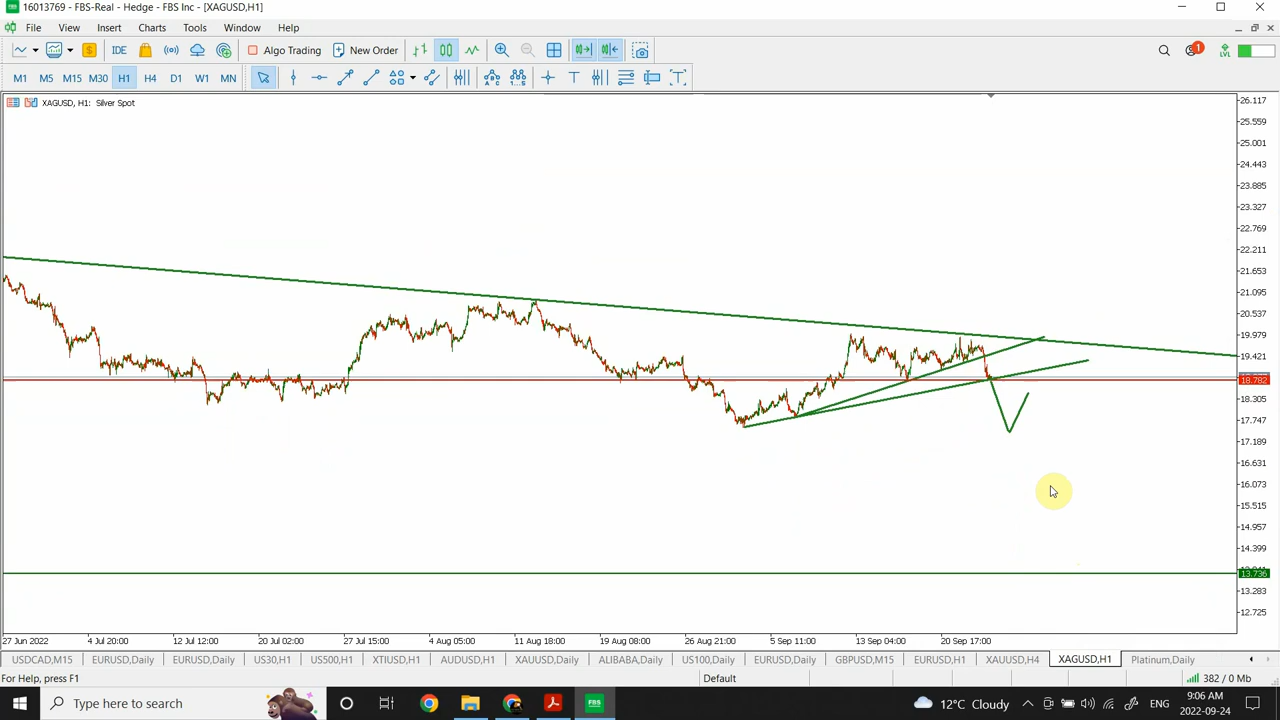 16013769 - FBS-Real - Hedge - FBS Inc - [XAGUSD,H1]
File View Insert Charts Tools Window Help
IDE Algo Trading New Order 1 LVL
M1 M5 M15 M30 H1 H4 D1 W1 MN
XAGUSD, H1: Silver Spot
26.117
25.559
25.001
24.443
23.885
23.327
22.769
22.211
21.653
21.095
20.537
19.979
19.421
18.782
18.305
17.747
17.189
16.631
16.073
15.515
14.957
14.399
13.736
13.283
12.725
27 Jun 2022 4 Jul 20:00 12 Jul 12:00 20 Jul 02:00 27 Jul 15:00 4 Aug 05:00 11 Aug 18:00 19 Aug 08:00 26 Aug 21:00 5 Sep 11:00 13 Sep 04:00 20 Sep 17:00
USDCAD,M15 EURUSD,Daily EURUSD,Daily US30,H1 US500,H1 XTIUSD,H1 AUDUSD,H1 XAUUSD,Daily ALIBABA,Daily US100,Daily EURUSD,Daily GBPUSD,M15 EURUSD,H1 XAUUSD,H4 XAGUSD,H1 Platinum,Daily
For Help, press F1 Default 382 / 0 Mb
Type here to search FBS 12°C Cloudy ENG 9:06 AM
2022-09-24